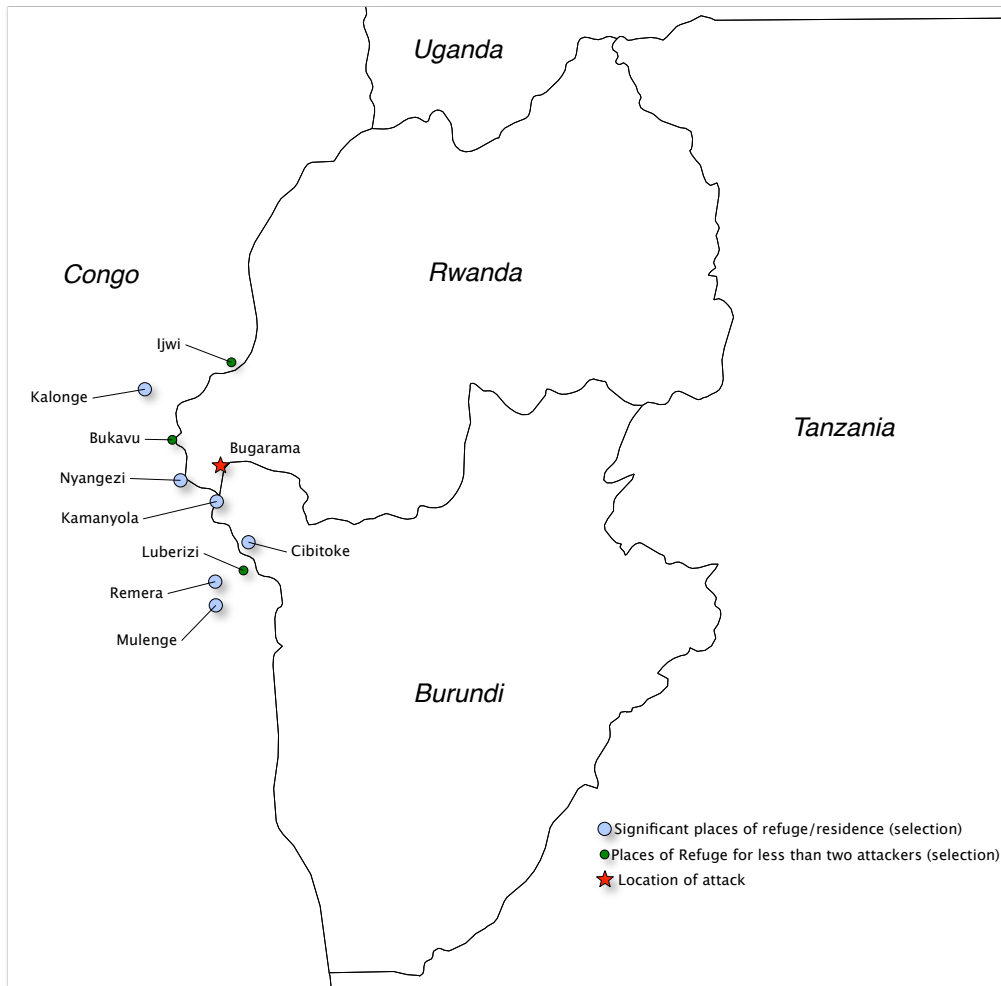 Uganda
Congo
Rwanda
Ijwi
Kalonge
Tanzania
Bukavu
Bugarama
Nyangezi
Kamanyola
Cibitoke
Luberizi
Remera
Mulenge
Burundi
Significant places of refuge/residence (selection)
Places of Refuge for less than two attackers (selection)
Location of attack